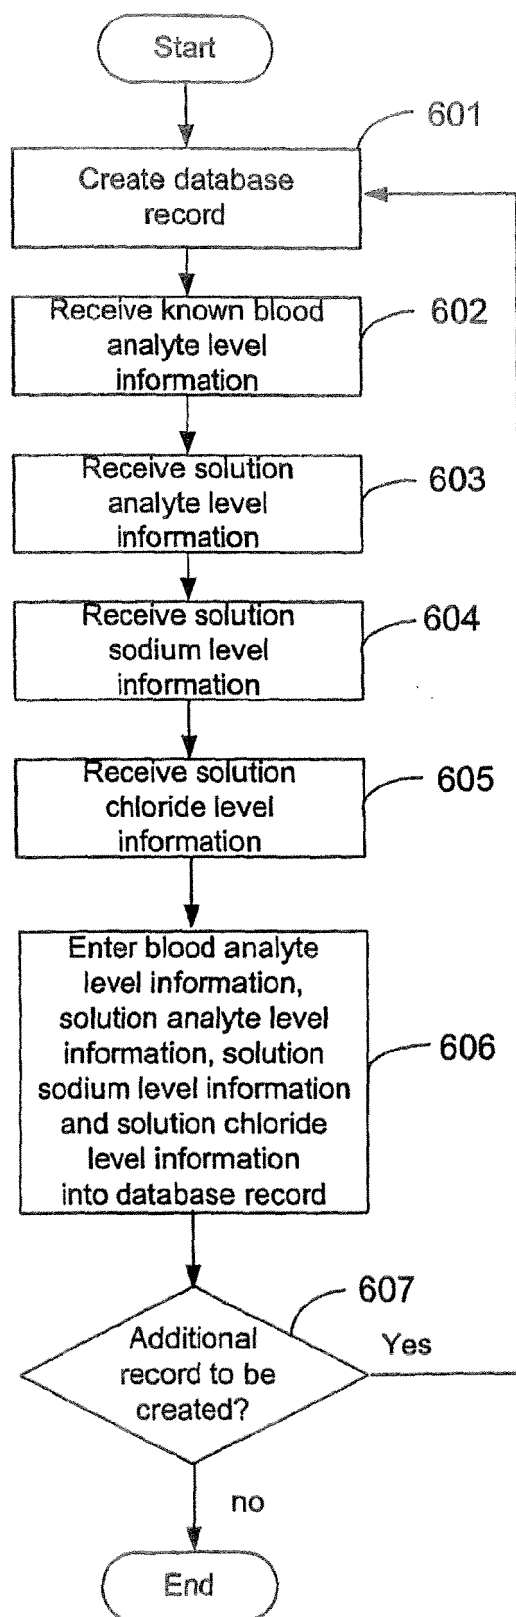 Start
601
Create database
record
Receive known blood
analyte level
information
602
Receive solution
analyte level
information
603
Receive solution
sodium level
information
604
Receive solution
chloride level
information
605
Enter blood analyte
level information,
solution analyte level
information, solution
sodium level information
and solution chloride
level information
into database record
606
607
Additional
record to be
created?
Yes
no
End